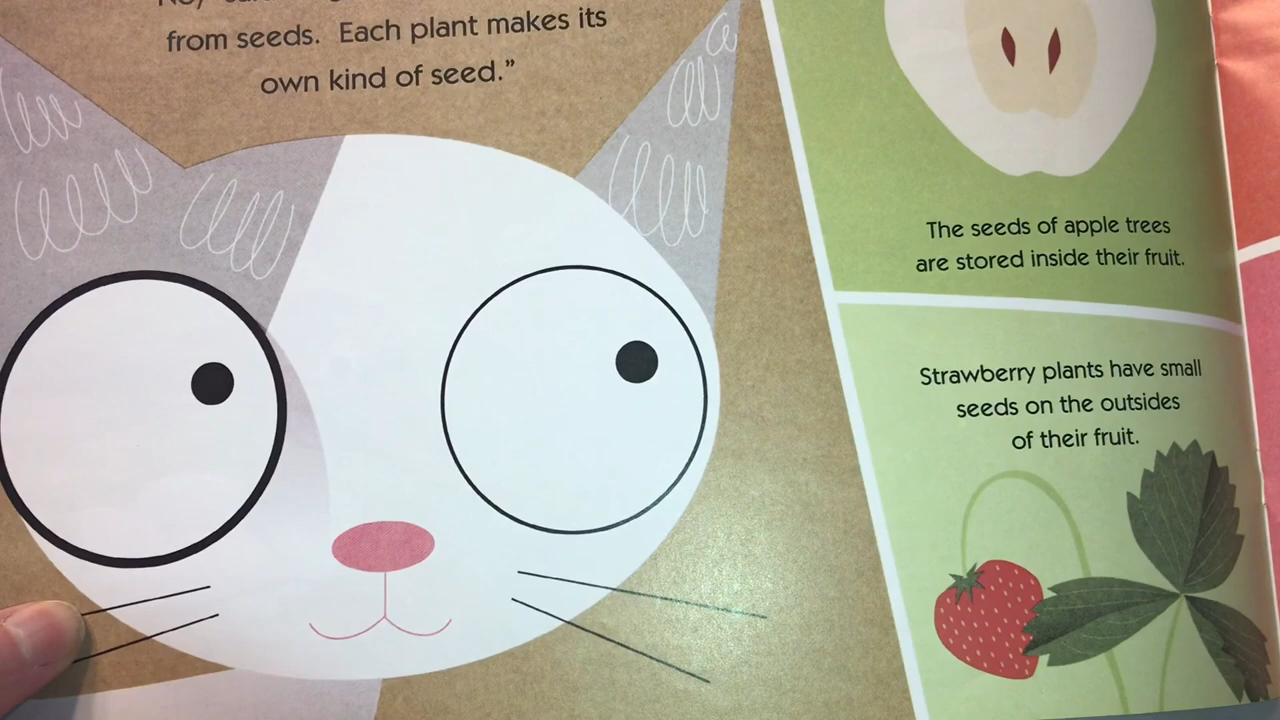 from seeds. Each plant makes its
own kind of seed.”
The seeds of apple trees
are stored inside their fruit.
Strawberry plants have small
seeds on the outsides
of their fruit.